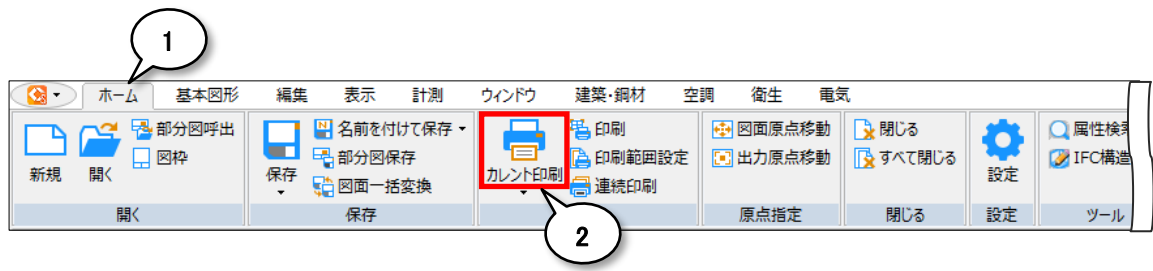 1
ホーム 基本図形 編集 表示 計測 ウィンドウ 建築・鋼材 空調 衛生 電気
新規
開く
部分図呼出
図枠
開く
保存
名前を付けて保存
部分図保存
図面一括変換
保存
カレント印刷
印刷
印刷範囲設定
連続印刷
2
図面原点移動
出力原点移動
原点指定
閉じる
すべて閉じる
閉じる
設定
設定
属性検索
IFC構造
ツール